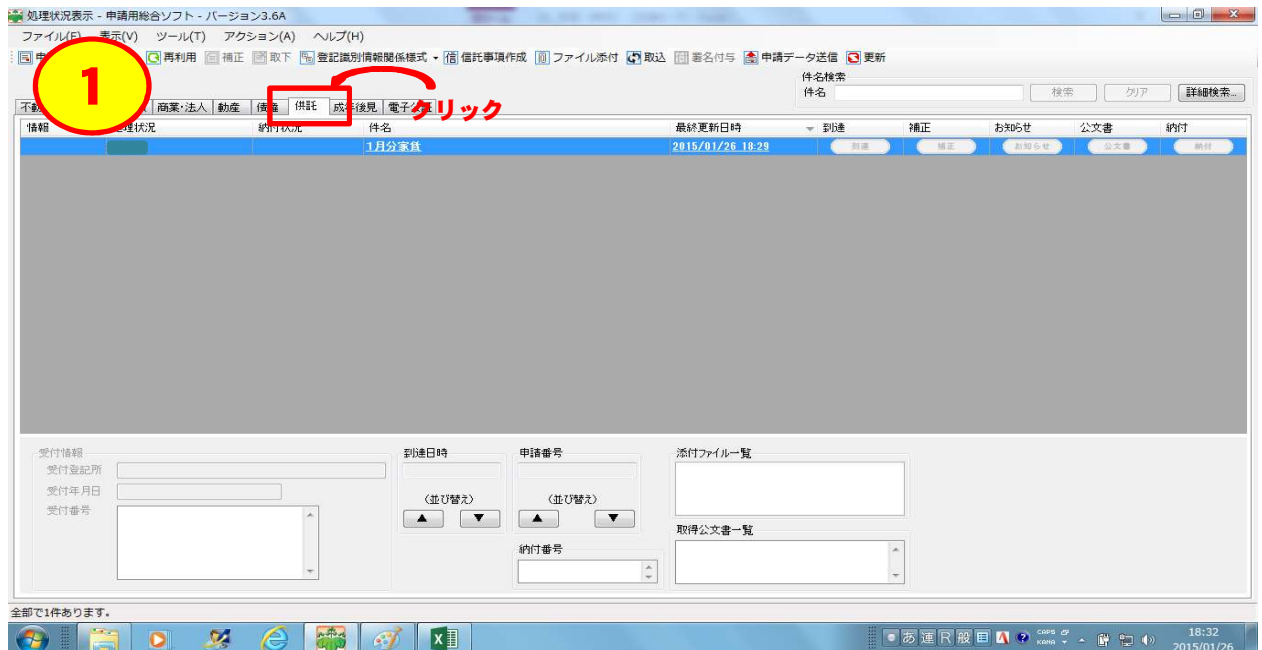 処理状況表示 - 申請用総合ソフト - バージョン3.6A
ファイル(F) 表示(V) ツール(T) アクション(A) ヘルプ(H)
再利用 補正 取下 登記識別情報関係様式 信 信託事項作成 ファイル添付 取込 署名付与 申請データ送信 更新
1
件名検索
件名 検索 クリア 詳細検索...
商業・法人 動産 債権 供託 成年後見 電子公証
クリック
情報 処理状況 納付状況 件名 最終更新日時 到達 補正 お知らせ 公文書 納付
1月分家賃 2015/01/26 18:29 到達 補正 お知らせ 公文書 納付
受付情報 到達日時 申請番号 添付ファイル一覧
受付登記所
受付年月日
(並び替え) (並び替え)
受付番号
▲ ▼ ▲ ▼
取得公文書一覧
納付番号
全部で1件あります。
あ 連 R 般 CAPS KANA 18:32
2015/01/26